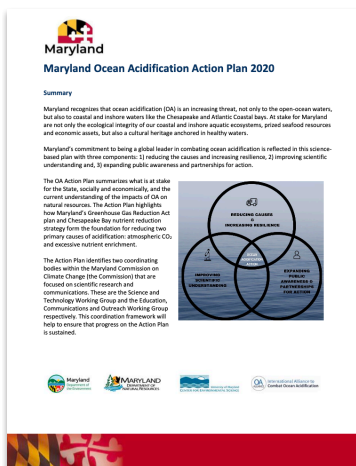 Maryland
Maryland Ocean Acidification Action Plan 2020
Summary
Maryland recognizes that ocean acidification (OA) is an increasing threat, not only to the open-ocean waters,
but also to coastal and inshore waters like the Chesapeake and Atlantic Coastal bays. At stake for Maryland
are not only the ecological integrity of our coastal and inshore aquatic ecosystems, prized seafood resources
and economic assets, but also a cultural heritage anchored in healthy waters.
Maryland's commitment to being a global leader in combating ocean acidification is reflected in this science-
based plan with three components: 1) reducing the causes and increasing resilience, 2) improving scientific
understanding and, 3) expanding public awareness and partnerships for action.
The OA Action Plan summarizes what is at stake
for the State, socially and economically, and the
current understanding of the impacts of OA on
natural resources. The Action Plan highlights
how Maryland's Greenhouse Gas Reduction Act
plan and Chesapeake Bay nutrient reduction
strategy form the foundation for reducing two
primary causes of acidification: atmospheric CO₂
and excessive nutrient enrichment.
The Action Plan identifies two coordinating
bodies within the Maryland Commission on
Climate Change (the Commission) that are
focused on scientific research and
communications. These are the Science and
Technology Working Group and the Education,
Communications and Outreach Working Group
respectively. This coordination framework will
help to ensure that progress on the Action Plan
is sustained.
REDUCING CAUSES
&
INCREASING RESILIENCE
ACIDIFICATION
ACTION
IMPROVING
SCIENTIFIC
UNDERSTANDING
EXPANDING
PUBLIC
AWARENESS &
PARTNERSHIPS
FOR ACTION
Maryland
Department of
the Environment
MARYLAND
DEPARTMENT OF
NATURAL RESOURCES
OA
International Alliance to
Combat Ocean Acidification